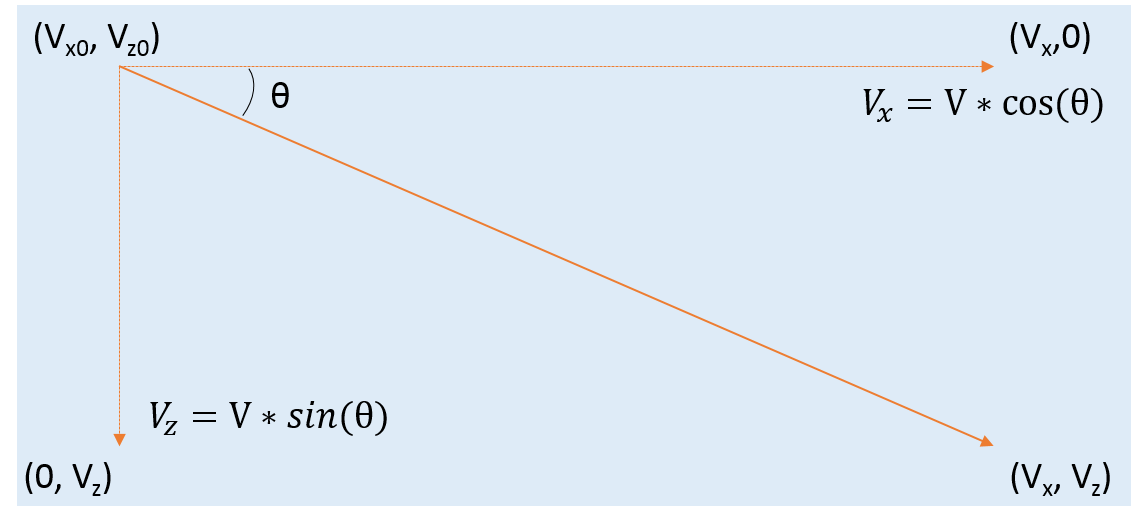 (Vx0, Vz0)
(Vx,0)
θ
Vx = V * cos(θ)
Vz = V * sin(θ)
(0, Vz)
(Vx, Vz)